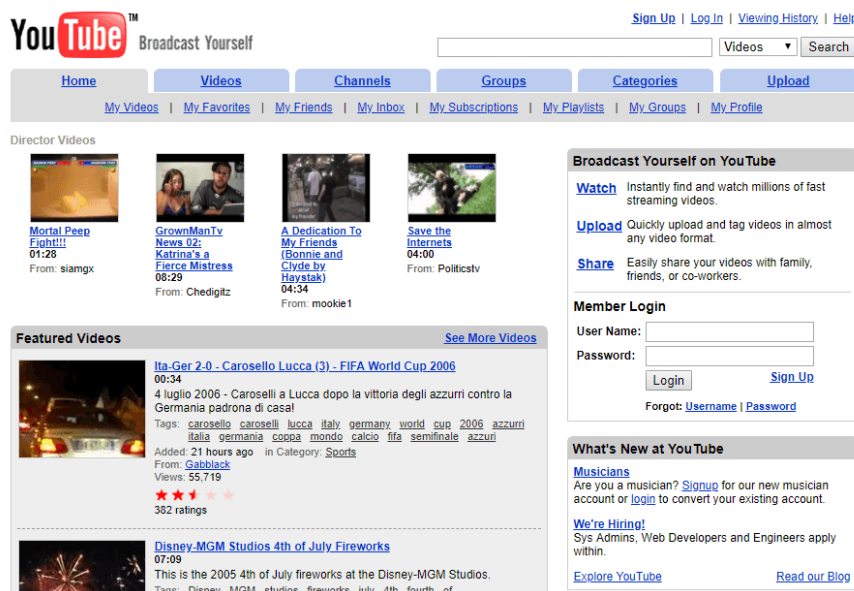 YouTube™ Broadcast Yourself
Sign Up | Log In | Viewing History | Help
Videos Search
Home Videos Channels Groups Categories Upload
My Videos | My Favorites | My Friends | My Inbox | My Subscriptions | My Playlists | My Groups | My Profile
Director Videos
Mortal Peep
Fight!!!
01:28
From: siamgx
GrownManTv
News 02:
Katrina's a
Fierce Mistress
08:29
From: Chedigitz
A Dedication To
My Friends
(Bonnie and
Clyde by
Haystak)
04:34
From: mookie1
Save the
Internets
04:00
From: Politicstv
Featured Videos See More Videos
Ita-Ger 2-0 - Carosello Lucca (3) - FIFA World Cup 2006
00:34
4 luglio 2006 - Caroselli a Lucca dopo la vittoria degli azzurri contro la
Germania padrona di casa!
Tags: carosello caroselli lucca italy germany world cup 2006 azzurri
italia germania coppa mondo calcio fifa semifinale azzuri
Added: 21 hours ago in Category: Sports
From: Gabblack
Views: 55,719
382 ratings
Disney-MGM Studios 4th of July Fireworks
07:09
This is the 2005 4th of July fireworks at the Disney-MGM Studios.
Tags: Disney MGM studios fireworks july 4th fourth of
Broadcast Yourself on YouTube
Watch Instantly find and watch millions of fast
streaming videos.
Upload Quickly upload and tag videos in almost
any video format.
Share Easily share your videos with family,
friends, or co-workers.
Member Login
User Name:
Password:
Login Sign Up
Forgot: Username | Password
What's New at YouTube
Musicians
Are you a musician? Signup for our new musician
account or login to convert your existing account.
We're Hiring!
Sys Admins, Web Developers and Engineers apply
within.
Explore YouTube Read our Blog